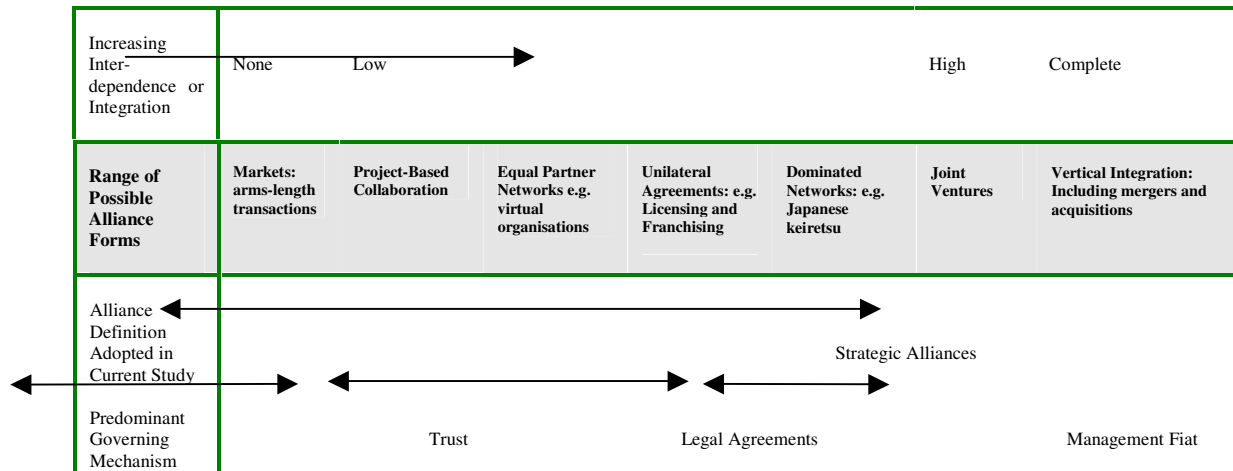 Increasing
Inter-
dependence or
Integration
None
Low
High
Complete
Range of
Possible
Alliance
Forms
Markets:
arms-length
transactions
Project-Based
Collaboration
Equal Partner
Networks e.g.
virtual
organisations
Unilateral
Agreements: e.g.
Licensing and
Franchising
Dominated
Networks: e.g.
Japanese
keiretsu
Joint
Ventures
Vertical Integration:
Including mergers and
acquisitions
Alliance
Definition
Adopted in
Current Study
Strategic Alliances
Predominant
Governing
Mechanism
Trust
Legal Agreements
Management Fiat